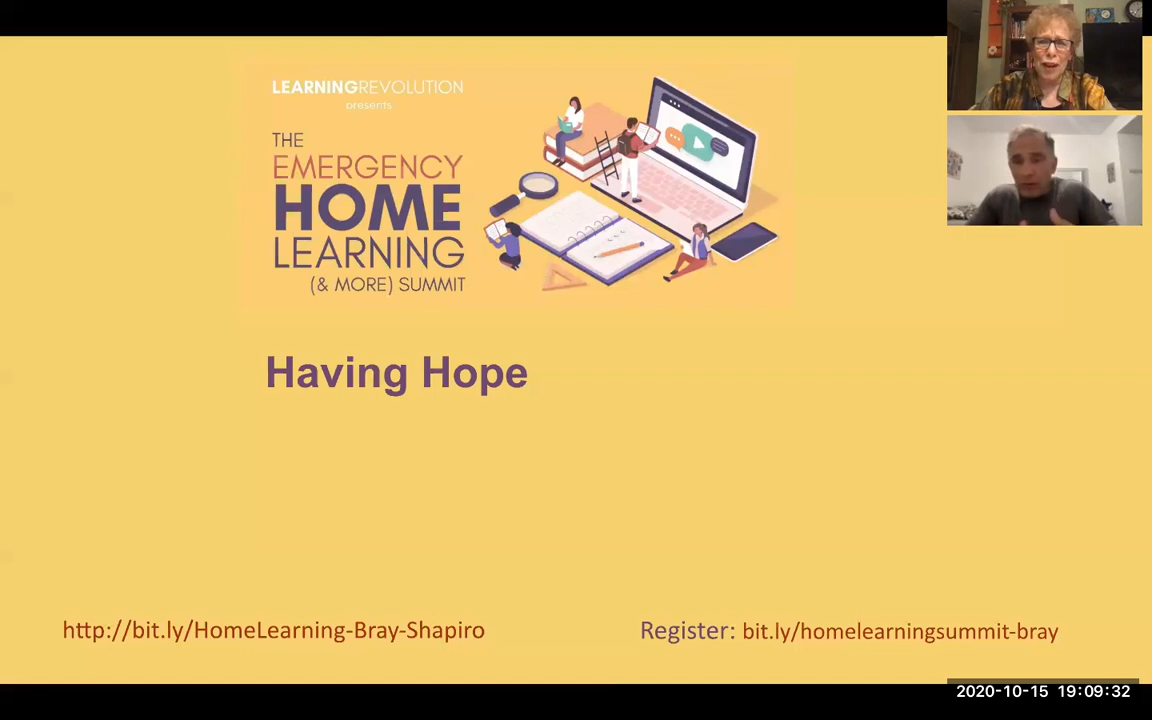 LEARNINGREVOLUTION
presents
THE
EMERGENCY
HOME
LEARNING
(& MORE) SUMMIT
Having Hope
http://bit.ly/HomeLearning-Bray-Shapiro
Register: bit.ly/homelearningsummit-bray
2020-10-15 19:09:32